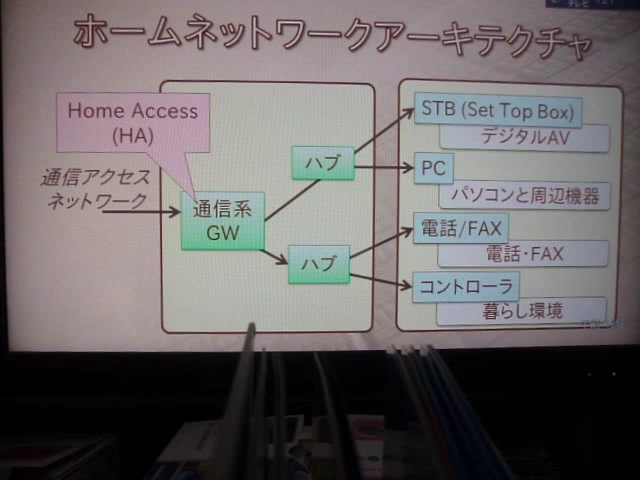 ホームネットワークアーキテクチャ
Home Access
(HA)
通信アクセス
ネットワーク
通信系
GW
ハブ
ハブ
STB (Set Top Box)
デジタルAV
PC
パソコンと周辺機器
電話/FAX
電話・FAX
コントローラ
暮らし環境